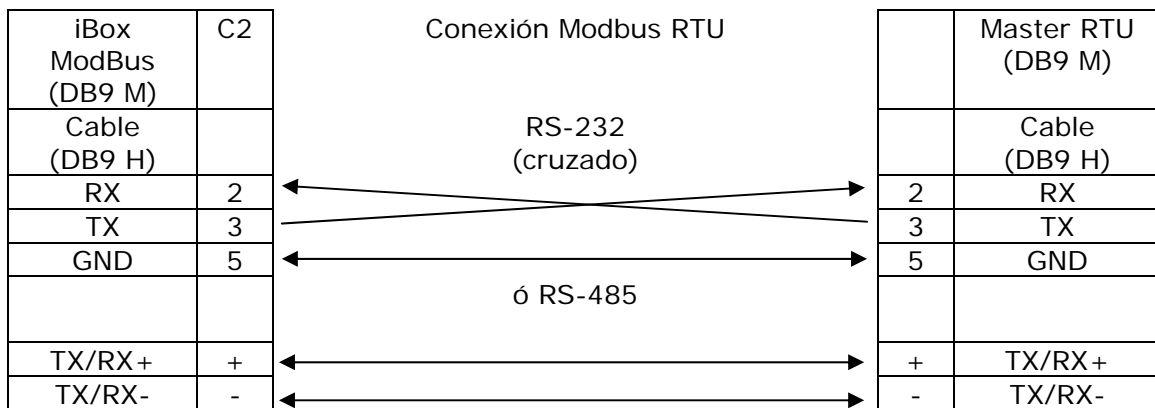 iBox C2 Conexión Modbus RTU Master RTU
ModBus (DB9 M)
(DB9 M)
Cable RS-232 Cable
(DB9 H) (cruzado) (DB9 H)
RX 2 2 RX
TX 3 3 TX
GND 5 5 GND
ó RS-485
TX/RX+ + + TX/RX+
TX/RX- - - TX/RX-